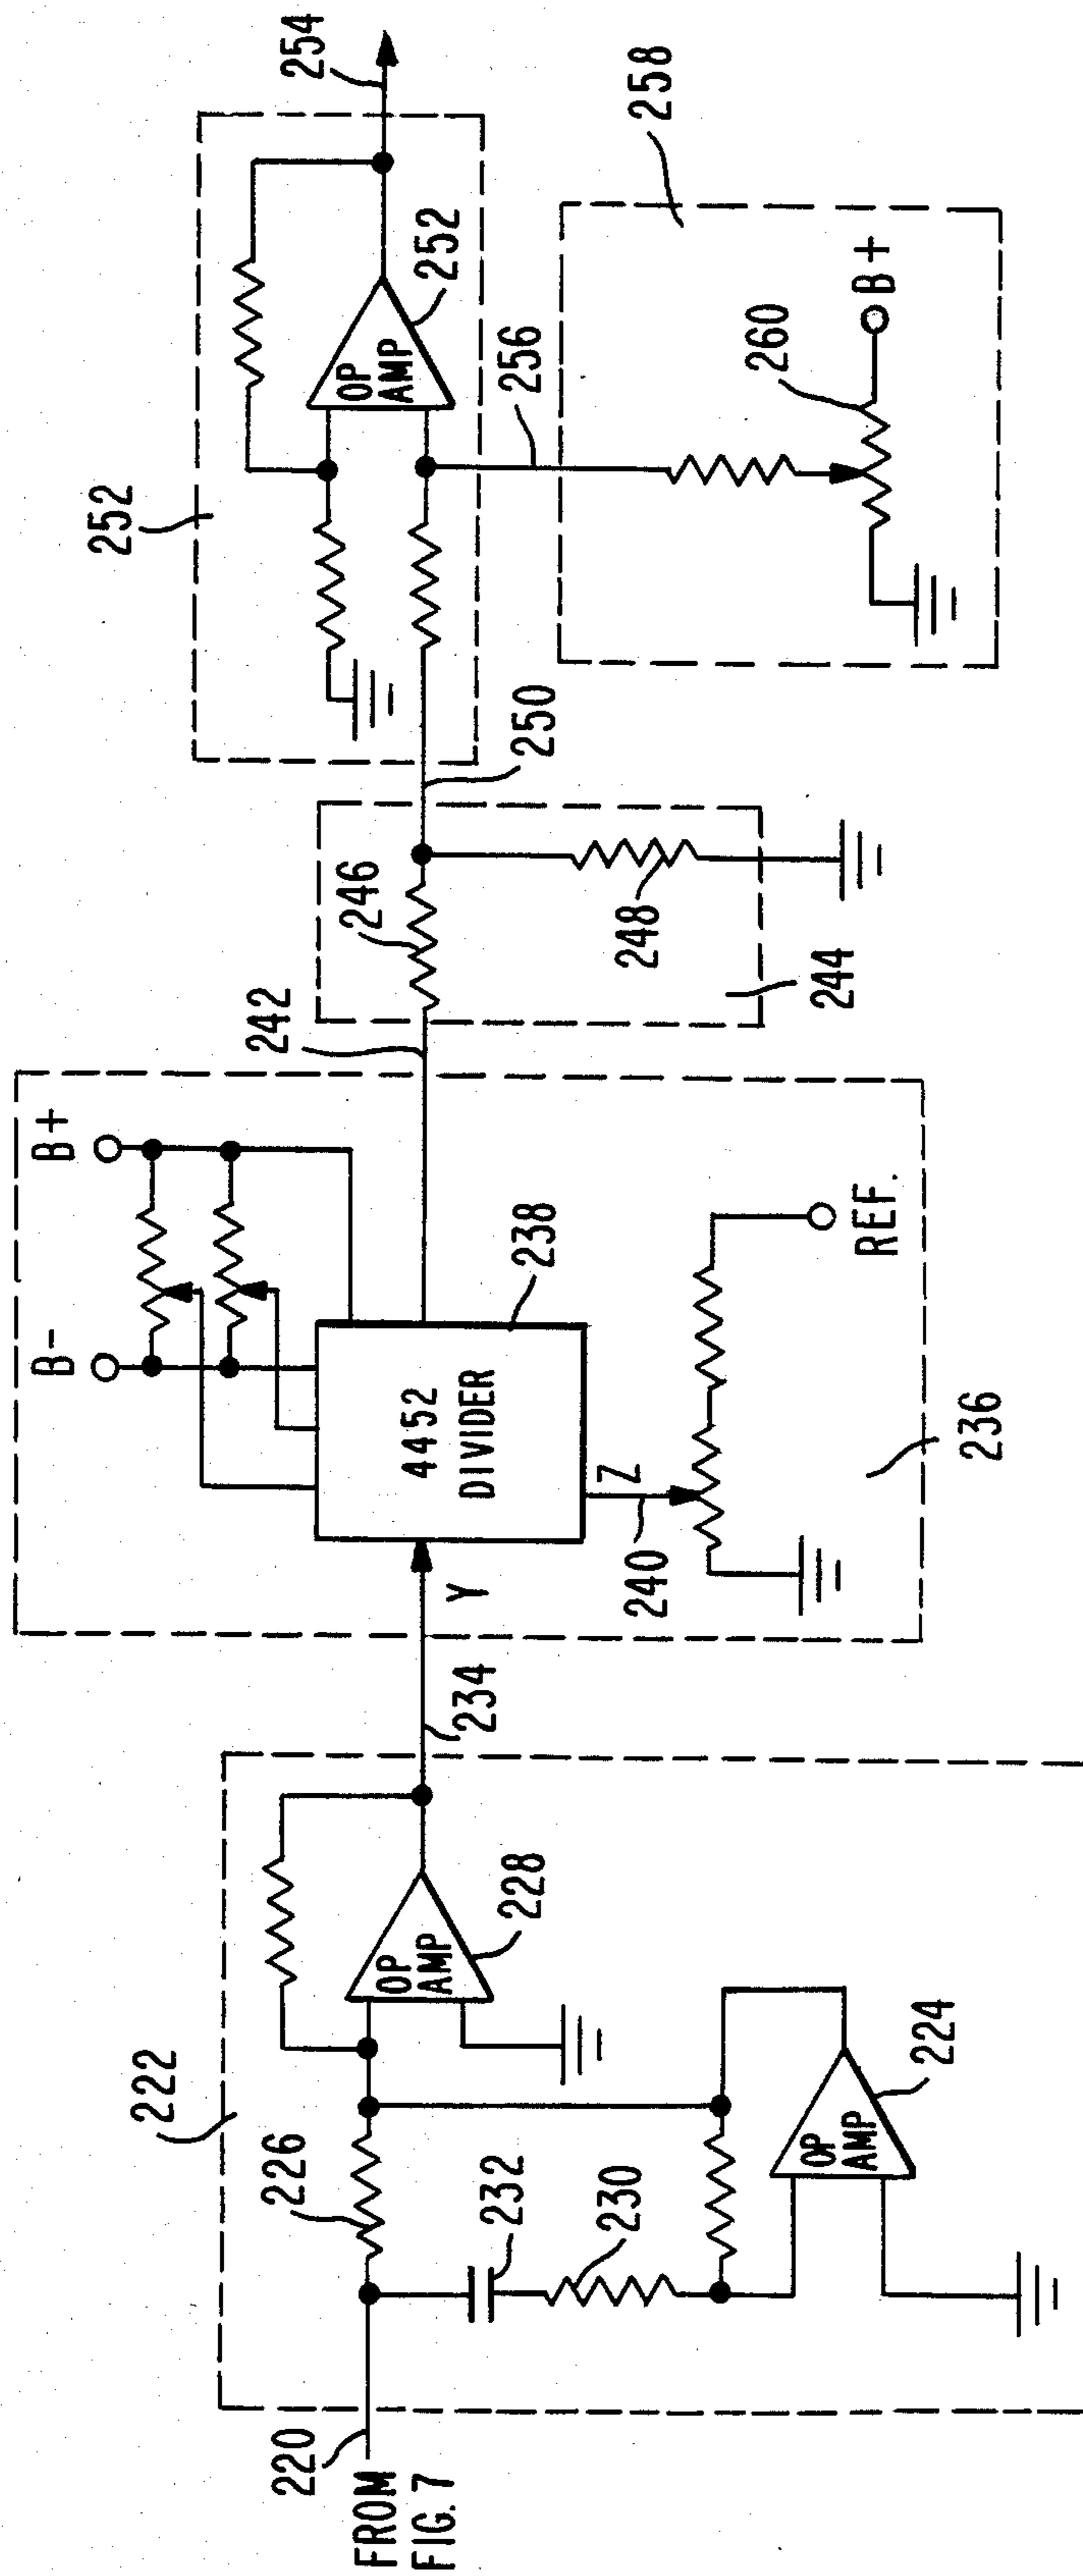 FROM
FIG. 7
220
222
226
232
230
OP
AMP
228
OP
AMP
224
234
Y
B-
B+
4452
DIVIDER
238
Z
240
REF.
236
242
246
248
244
250
252
OP
AMP
252
254
256
258
260
B+